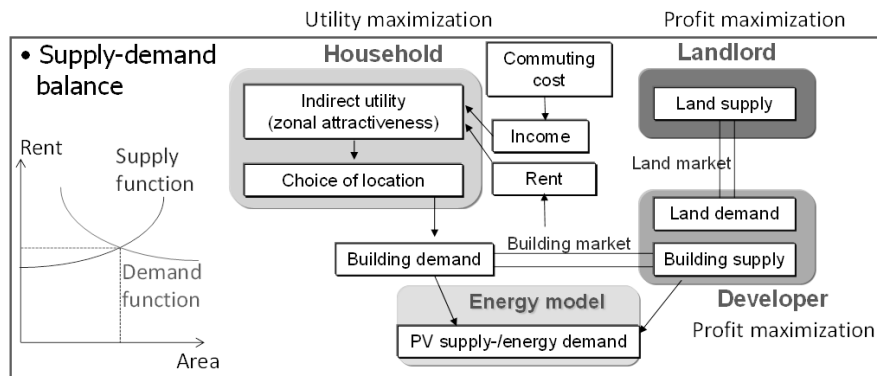 Utility maximization
Profit maximization
• Supply-demand
balance
Household
Commuting
cost
Landlord
Indirect utility
(zonal attractiveness)
Land supply
Income
Rent
Supply
function
Land market
Choice of location
Rent
Land demand
Building market
Building demand
Building supply
Demand
function
Energy model
Developer
Profit maximization
PV supply-/energy demand
Area